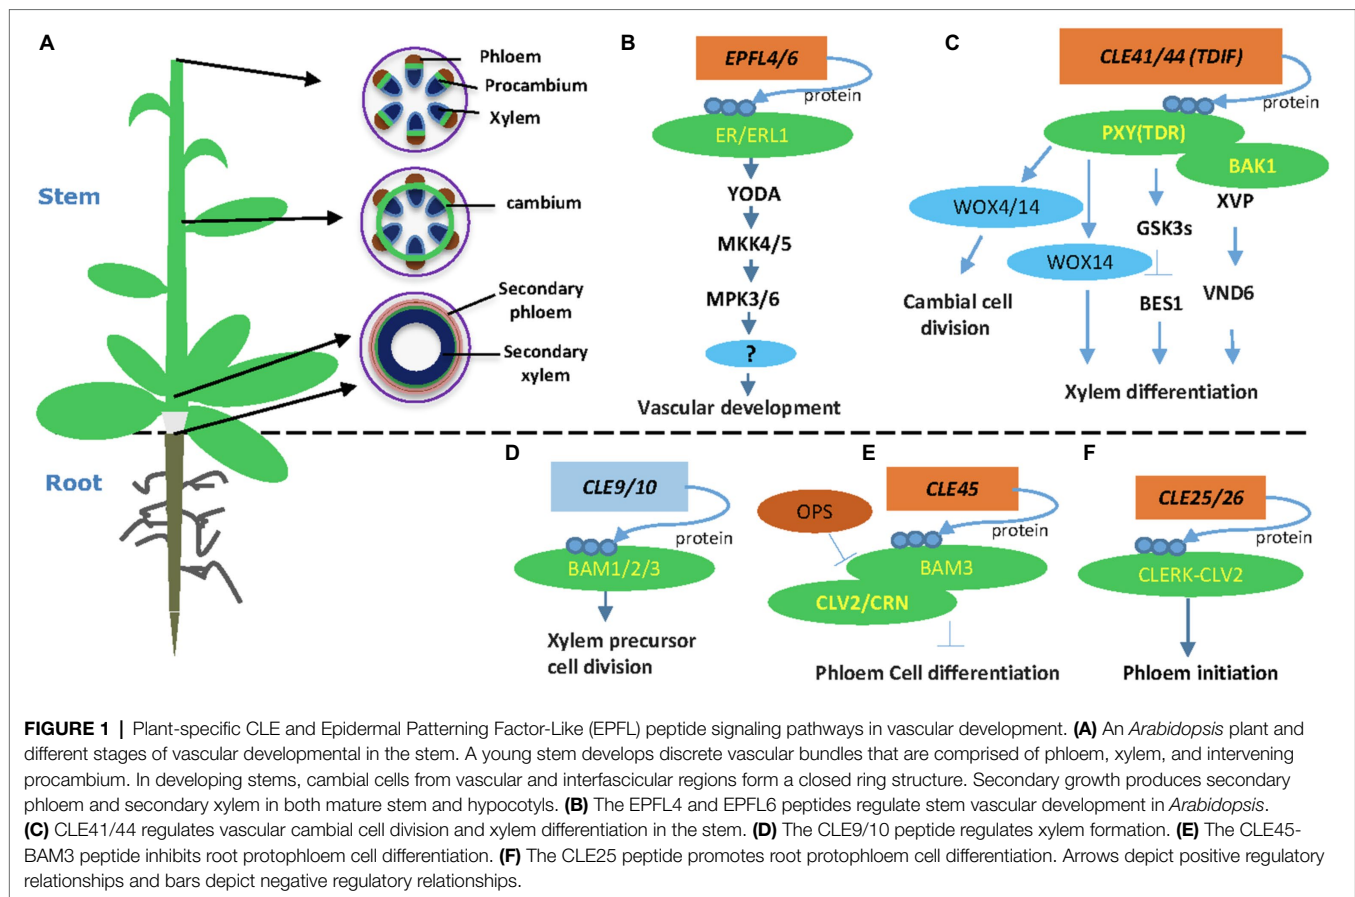 A
Stem
Root
Phloem
Procambium
Xylem
cambium
Secondary
phloem
Secondary
xylem
B
EPFL4/6
protein
ER/ERL1
YODA
MKK4/5
MPK3/6
?
Vascular development
C
CLE41/44 (TDIF)
protein
PXY(TDR)
BAK1
WOX4/14
GSK3s
XVP
WOX14
BES1
VND6
Cambial cell
division
Xylem differentiation
D
CLE9/10
protein
BAM1/2/3
Xylem precursor
cell division
E
CLE45
OPS
protein
BAM3
CLV2/CRN
Phloem Cell differentiation
F
CLE25/26
protein
CLERK-CLV2
Phloem initiation
FIGURE 1 | Plant-specific CLE and Epidermal Patterning Factor-Like (EPFL) peptide signaling pathways in vascular development. (A) An Arabidopsis plant and
different stages of vascular developmental in the stem. A young stem develops discrete vascular bundles that are comprised of phloem, xylem, and intervening
procambium. In developing stems, cambial cells from vascular and interfascicular regions form a closed ring structure. Secondary growth produces secondary
phloem and secondary xylem in both mature stem and hypocotyls. (B) The EPFL4 and EPFL6 peptides regulate stem vascular development in Arabidopsis.
(C) CLE41/44 regulates vascular cambial cell division and xylem differentiation in the stem. (D) The CLE9/10 peptide regulates xylem formation. (E) The CLE45-
BAM3 peptide inhibits root protophloem cell differentiation. (F) The CLE25 peptide promotes root protophloem cell differentiation. Arrows depict positive regulatory
relationships and bars depict negative regulatory relationships.